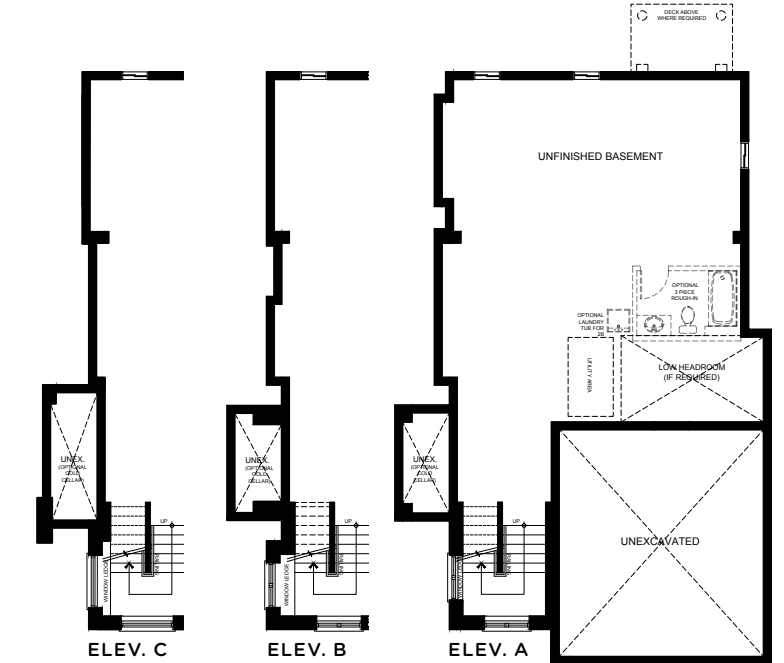 DECK ABOVE
WHERE REQUIRED
UNFINISHED BASEMENT
OPTIONAL
3 PIECE
ROUGH-IN
OPTIONAL
LAUNDRY
TUB FOR
2B
UTILITY AREA
LOW HEADROOM
(IF REQUIRED)
UNEX.
(OPTIONAL
COLD
CELLAR)
UNEX.
(OPTIONAL
COLD
CELLAR)
UNEX.
(OPTIONAL
COLD
CELLAR)
UP
RAILING
WINDOW LEDGE
UP
RAILING
WINDOW LEDGE
UP
RAILING
WINDOW LEDGE
UNEXCAVATED
ELEV. C
ELEV. B
ELEV. A